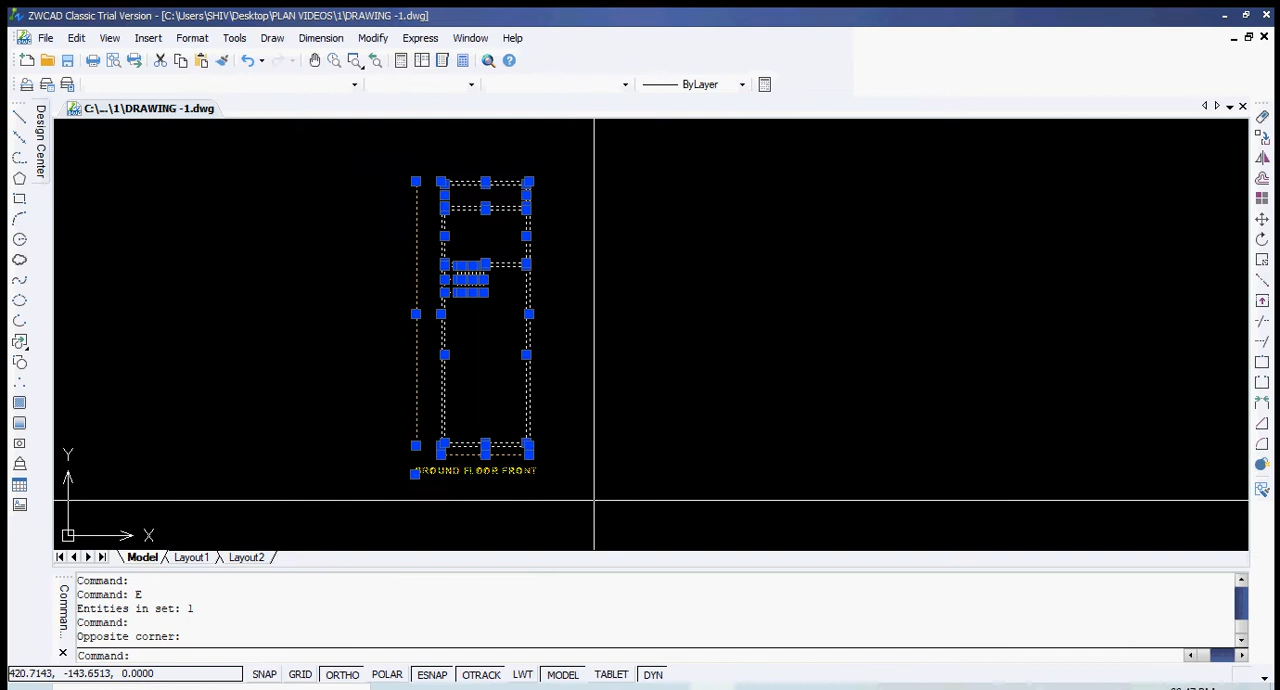 ZWCAD Classic Trial Version - [C:\Users\SHIV\Desktop\PLAN VIDEOS\1\DRAWING -1.dwg]
File Edit View Insert Format Tools Draw Dimension Modify Express Window Help
ByLayer
C:\...\1\DRAWING -1.dwg
Design Center
GROUND FLOOR FRONT
Y
X
Model Layout1 Layout2
Comman...
Command:
Command: E
Entities in set: 1
Command:
Opposite corner:
Command:
420.7143, -143.6513, 0.0000 SNAP GRID ORTHO POLAR ESNAP OTRACK LWT MODEL TABLET DYN